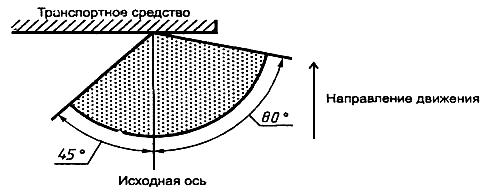 Транспортное средство
Направление движения
80°
45°
Исходная ось